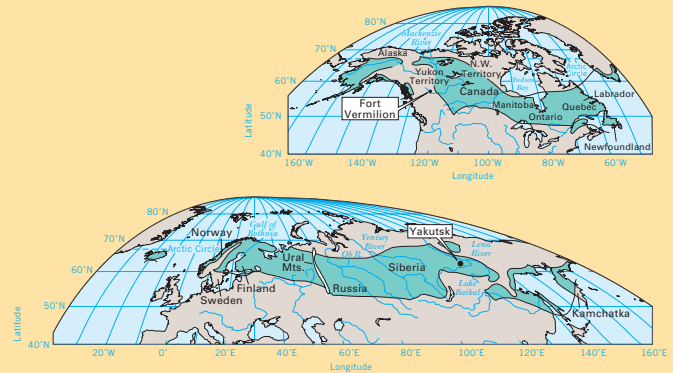 80°N
Mackenzie
River
70°N
Alaska
N.W.
Territory
Arctic
Circle
Yukon
Territory
60°N
Hudson
Bay
Canada
Labrador
Fort
Vermilion
Manitoba
Quebec
Ontario
50°N
Newfoundland
40°N
Latitude
160°W
140°W
120°W
100°W
80°W
60°W
Longitude
80°N
Norway
Gulf of
Bothnia
Yakutsk
70°N
Arctic Circle
Yenisey
River
Lena
River
Ural
Mts.
Ob R.
60°N
Siberia
Finland
Russia
Lake
Baikal
Sweden
50°N
Kamchatka
Latitude
40°N
20°W
0°
20°E
40°E
60°E
80°E
100°E
120°E
140°E
160°E
Longitude